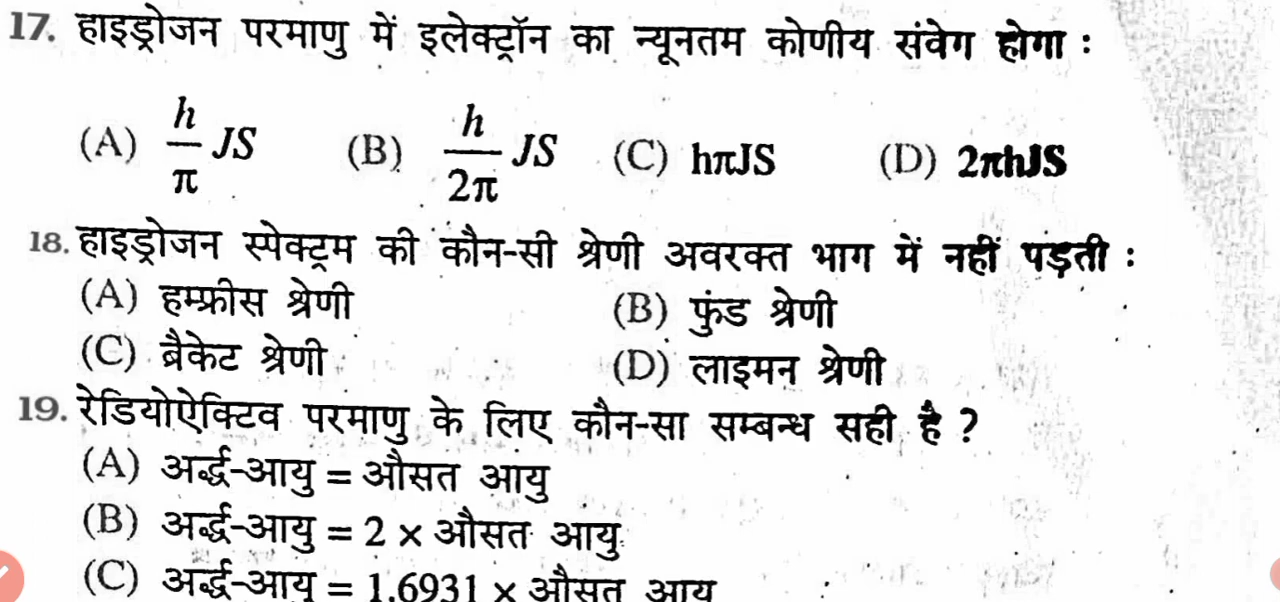 17. हाइड्रोजन परमाणु में इलेक्ट्रॉन का न्यूनतम कोणीय संवेग होगा :
(A) h/π JS (B) h/2π JS (C) hπJS (D) 2πhJS
18. हाइड्रोजन स्पेक्ट्रम की कौन-सी श्रेणी अवरक्त भाग में नहीं पड़ती :
(A) हम्फ्रीस श्रेणी (B) फुंड श्रेणी
(C) ब्रैकेट श्रेणी (D) लाइमन श्रेणी
19. रेडियोऐक्टिव परमाणु के लिए कौन-सा सम्बन्ध सही है ?
(A) अर्द्ध-आयु = औसत आयु
(B) अर्द्ध-आयु = 2 × औसत आयु
(C) अर्द्ध-आयु = 1.6931 × औसत आयु